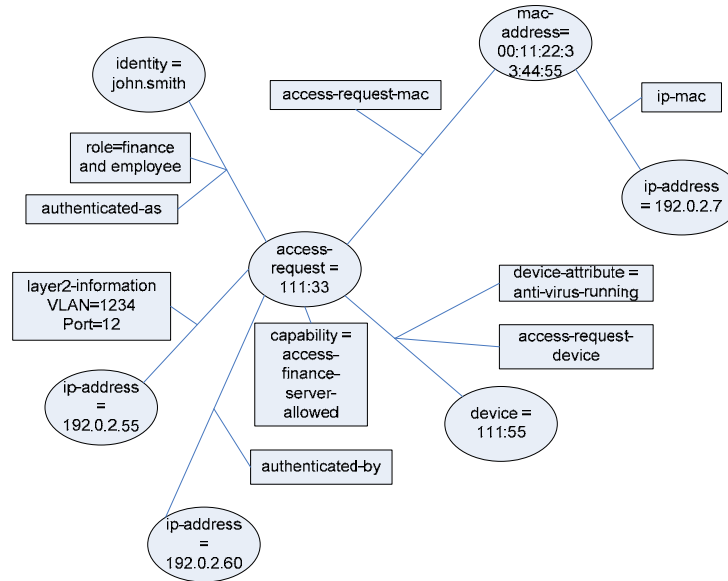 mac-
address=
00:11:22:3
3:44:55
identity =
john.smith
access-request-mac
ip-mac
role=finance
and employee
ip-address
= 192.0.2.7
authenticated-as
access-
request =
111:33
device-attribute =
anti-virus-running
layer2-information
VLAN=1234
Port=12
capability =
access-
finance-
server-
allowed
access-request-
device
ip-address
=
192.0.2.55
device =
111:55
authenticated-by
ip-address
=
192.0.2.60